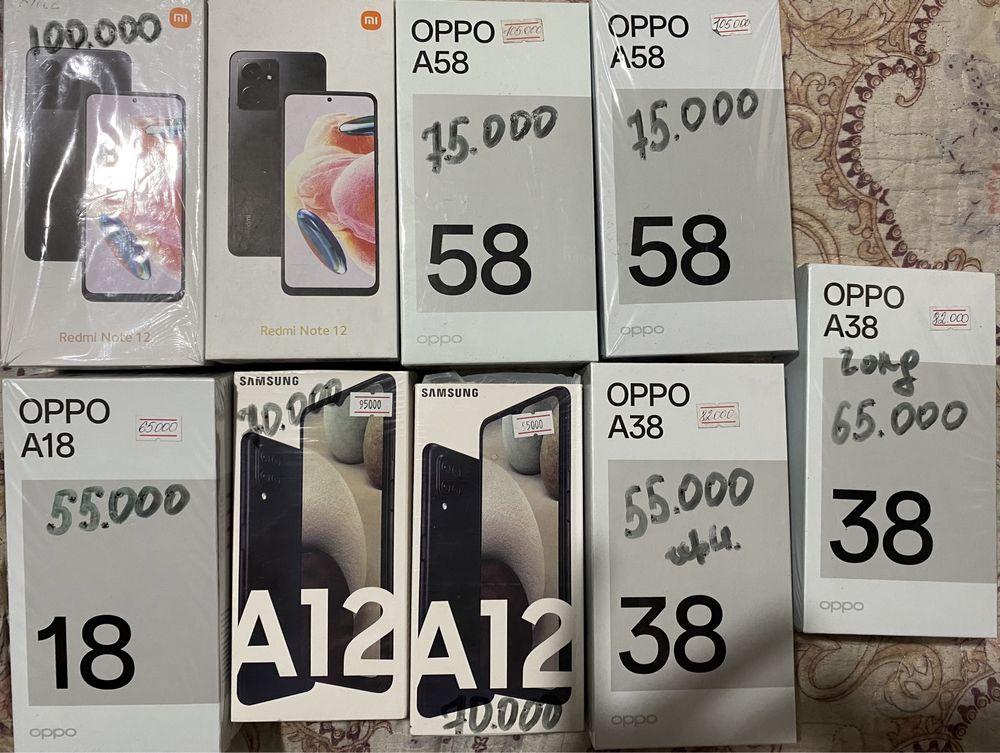 100.000
mi
Redmi Note 12
mi
Redmi
Redmi Note 12
OPPO
A58
105.000
75.000
58
oppo
OPPO
A58
105.000
75.000
58
oppo
OPPO
A38
82.000
65.000
38
oppo
OPPO
A18
65000
55.000
18
oppo
SAMSUNG
70.000
95000
A12
SAMSUNG
A12
70.000
OPPO
A38
82.000
55.000
черн.
38
oppo